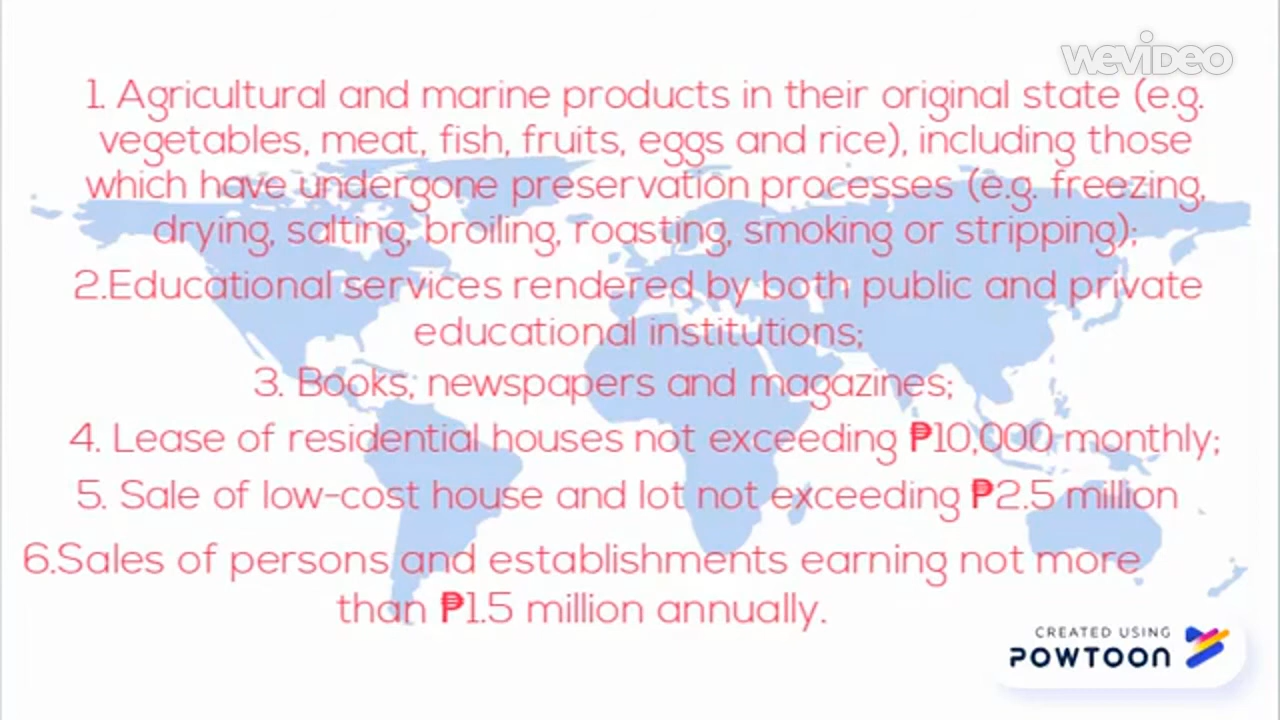 wevideo
1. Agricultural and marine products in their original state (e.g.
vegetables, meat, fish, fruits, eggs and rice), including those
which have undergone preservation processes (e.g. freezing,
drying, salting, broiling, roasting, smoking or stripping);
2.Educational services rendered by both public and private
educational institutions;
3. Books, newspapers and magazines;
4. Lease of residential houses not exceeding ₱10,000 monthly;
5. Sale of low-cost house and lot not exceeding ₱2.5 million
6.Sales of persons and establishments earning not more
than ₱1.5 million annually.
CREATED USING
POWTOON